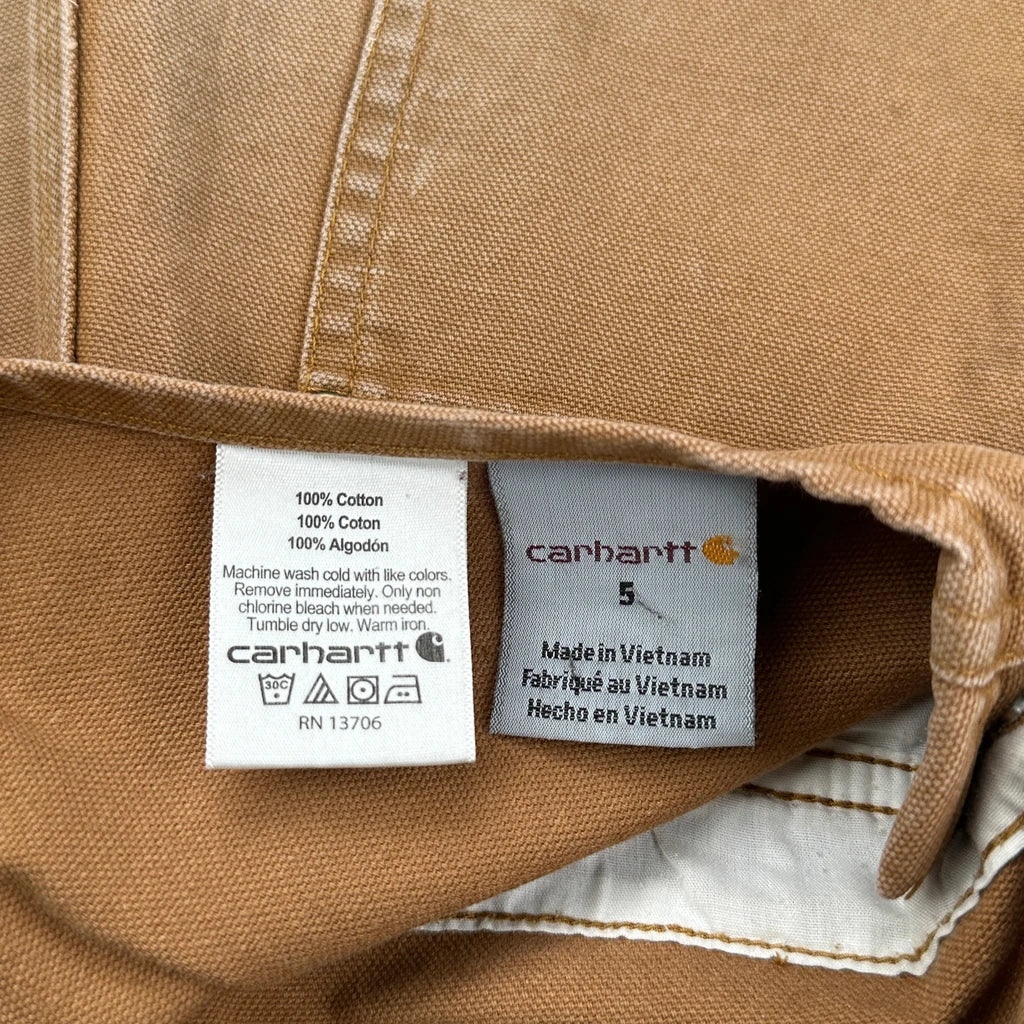 100% Cotton
100% Coton
100% Algodón
Machine wash cold with like colors.
Remove immediately. Only non
chlorine bleach when needed.
Tumble dry low. Warm iron.
carhartt
30C
RN 13706
carhartt
5
Made in Vietnam
Fabriqué au Vietnam
Hecho en Vietnam